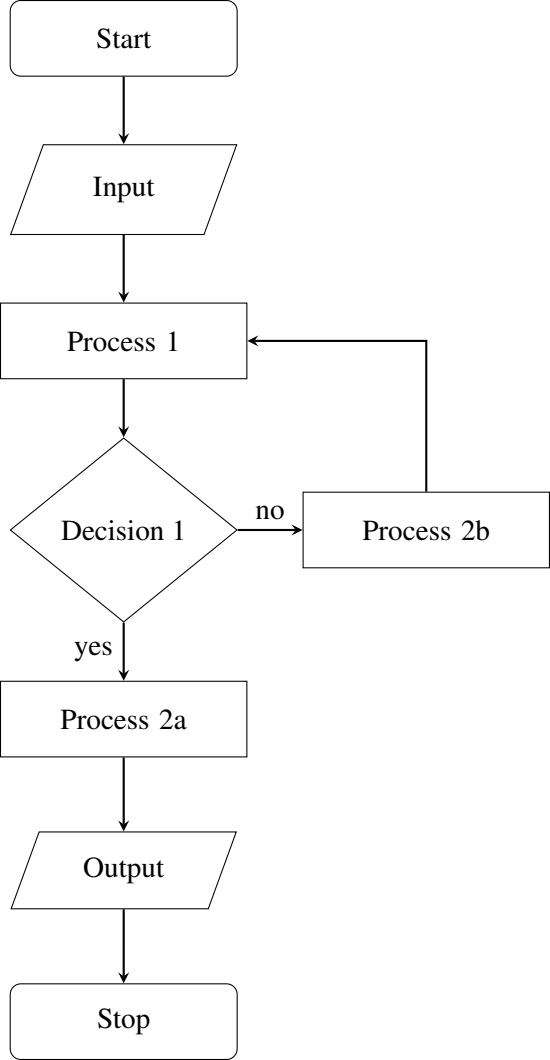 Start
Input
Process 1
Decision 1
no
Process 2b
yes
Process 2a
Output
Stop